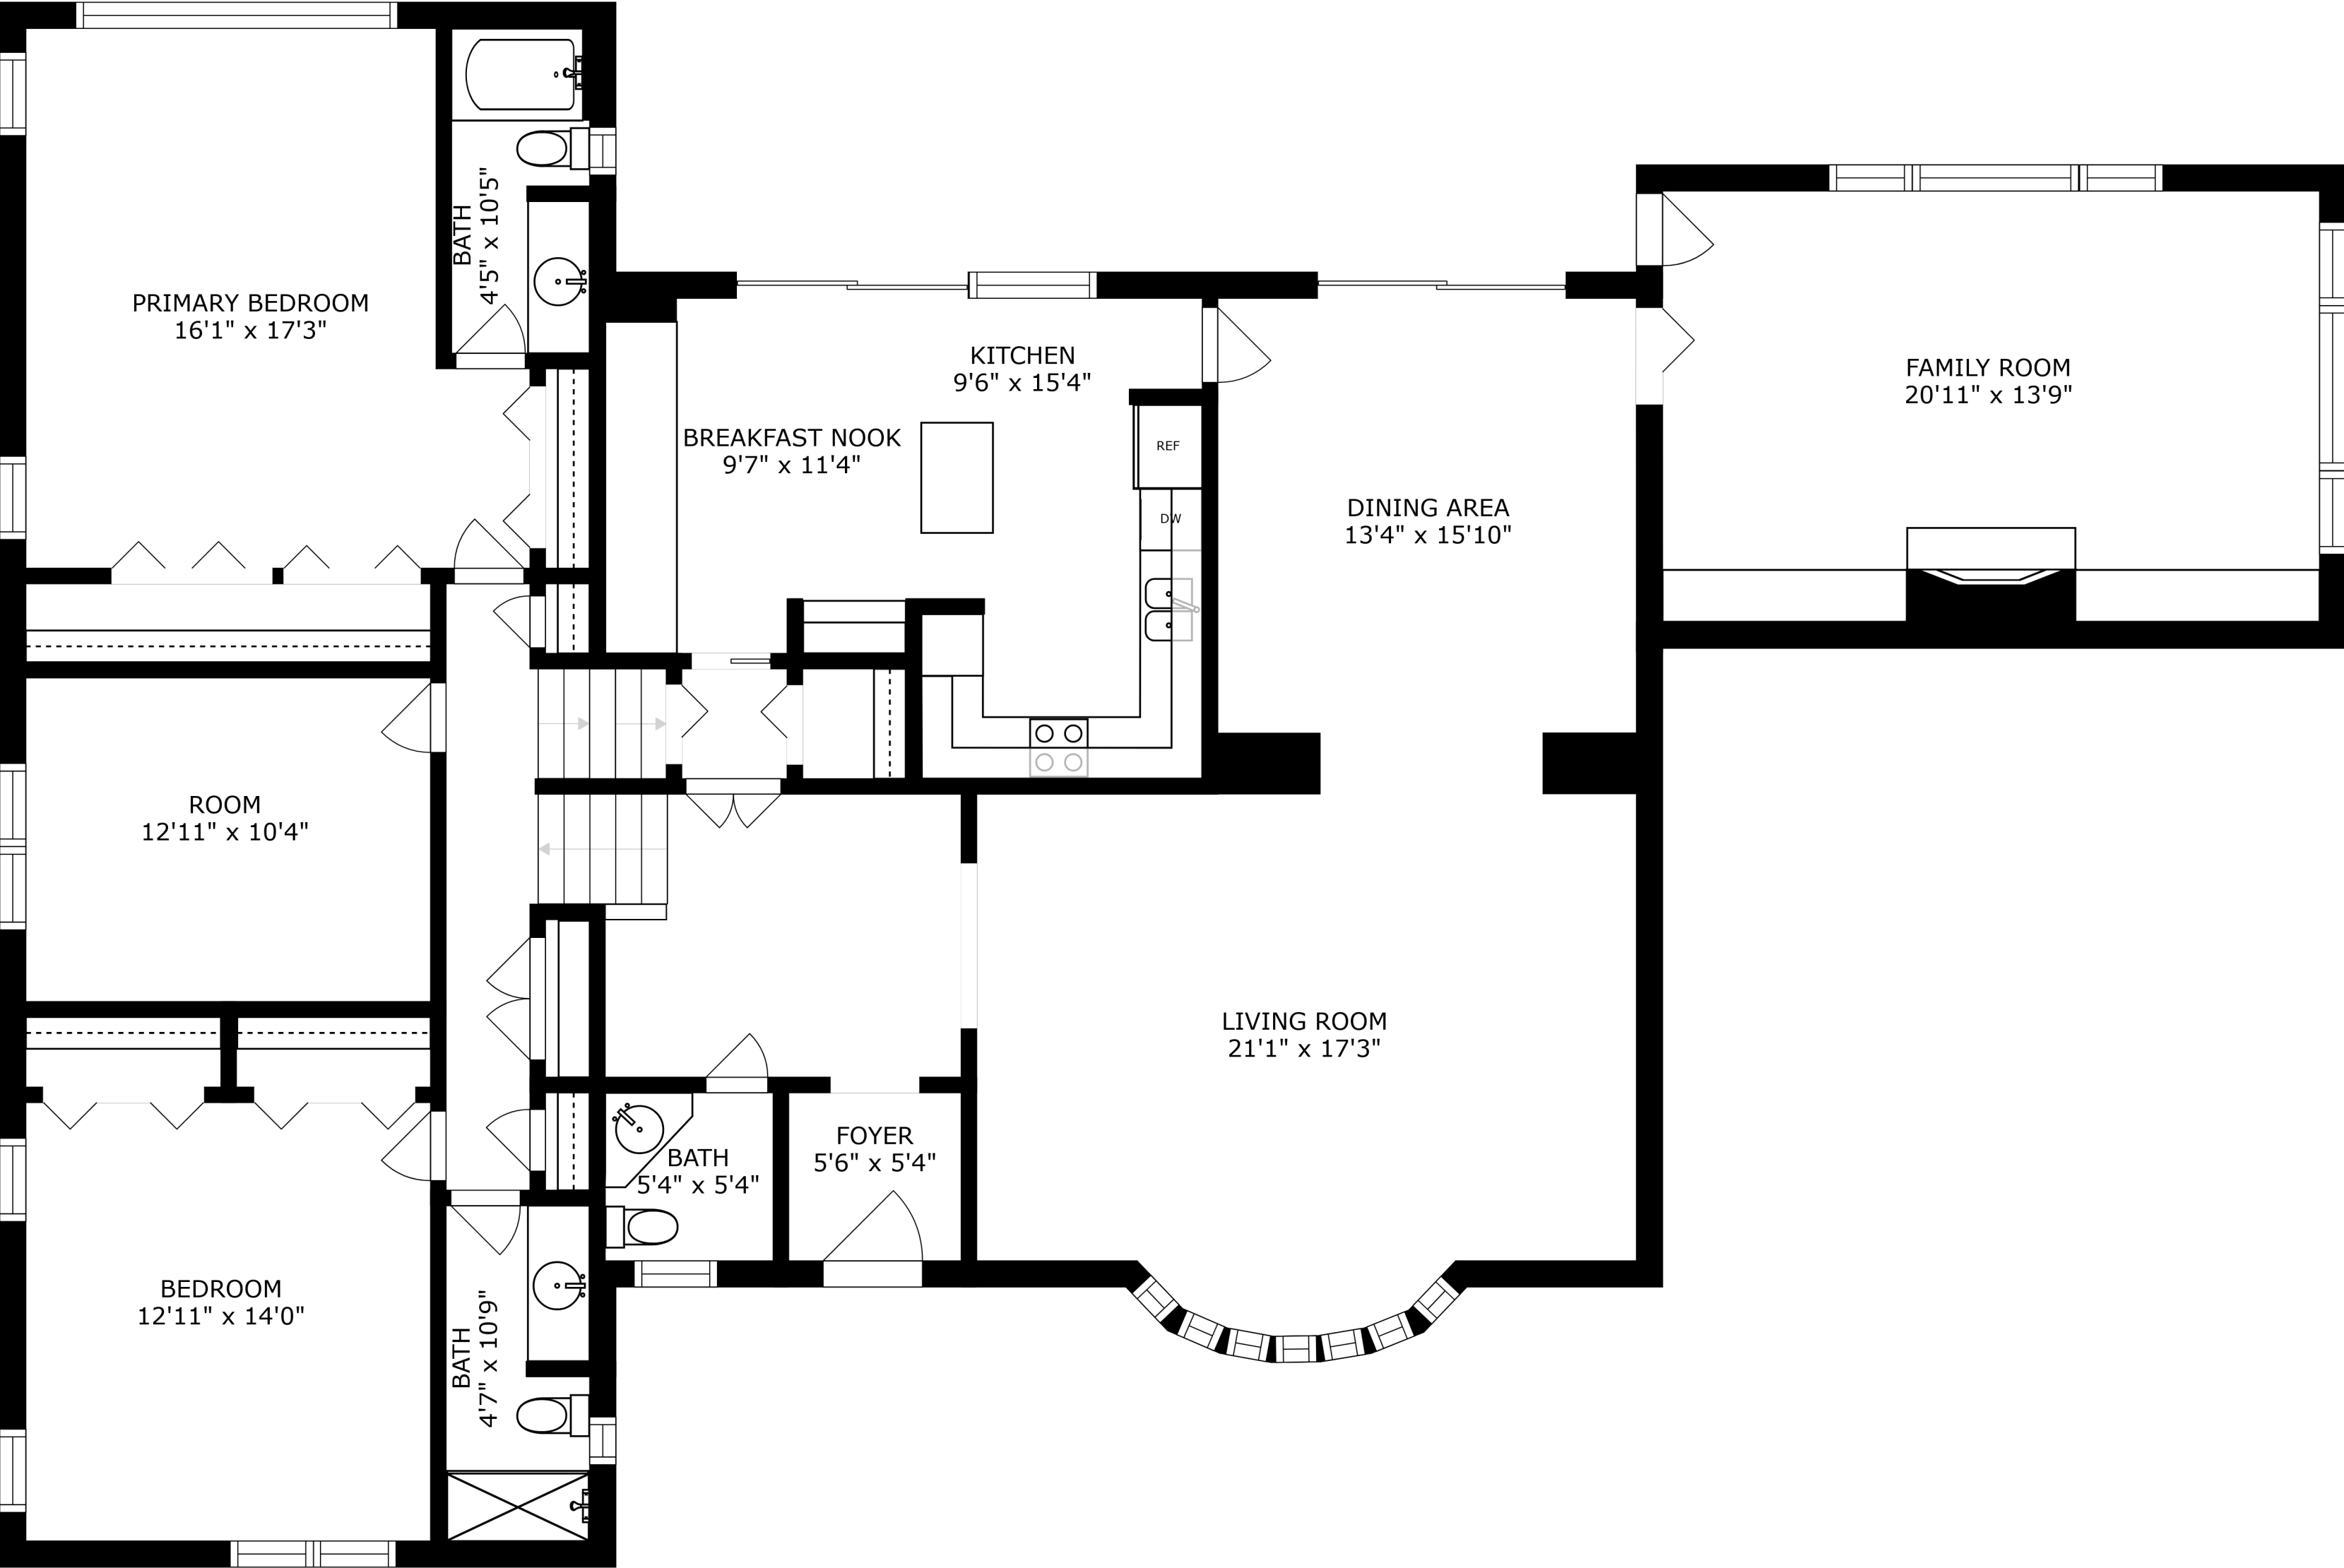 BATH
4'5" x 10'5"
PRIMARY BEDROOM
16'1" x 17'3"
KITCHEN
9'6" x 15'4"
FAMILY ROOM
20'11" x 13'9"
BREAKFAST NOOK
9'7" x 11'4"
REF
DW
DINING AREA
13'4" x 15'10"
ROOM
12'11" x 10'4"
LIVING ROOM
21'1" x 17'3"
FOYER
5'6" x 5'4"
BATH
5'4" x 5'4"
BEDROOM
12'11" x 14'0"
BATH
4'7" x 10'9"